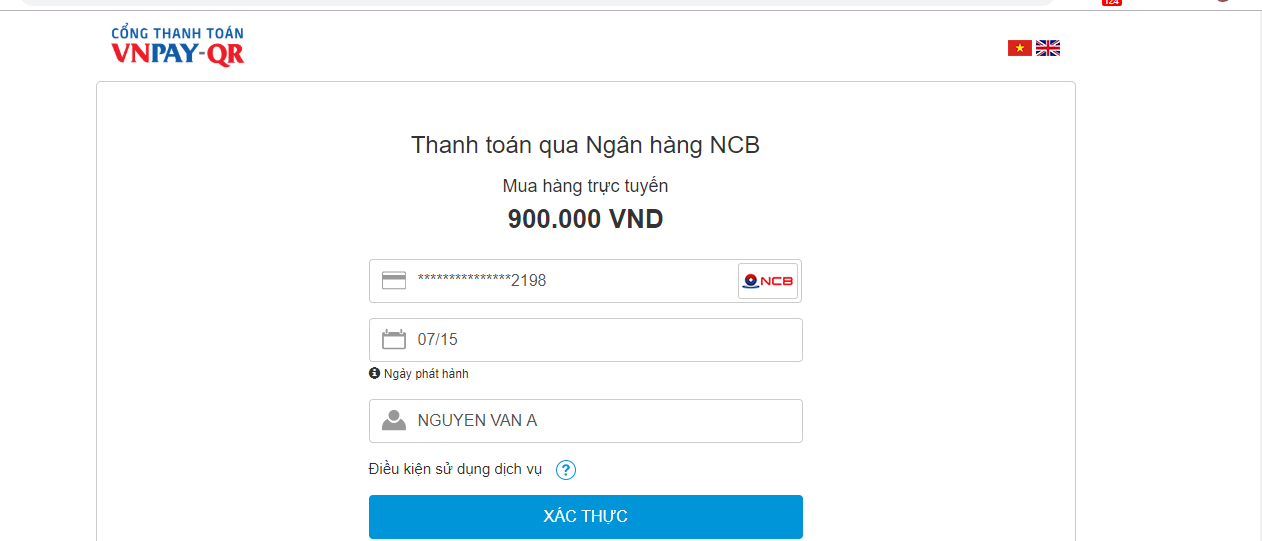 124
CỔNG THANH TOÁN
VNPAY-QR
Thanh toán qua Ngân hàng NCB
Mua hàng trực tuyến
900.000 VND
***************2198
NCB
07/15
Ngày phát hành
NGUYEN VAN A
Điều kiện sử dụng dịch vụ ?
XÁC THỰC